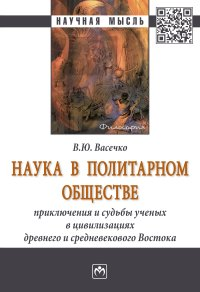 НАУЧНАЯ МЫСЛЬ
Философия
В.Ю. Васечко
НАУКА В ПОЛИТАРНОМ
ОБЩЕСТВЕ
приключения и судьбы ученых
в цивилизациях
древнего и средневекового Востока